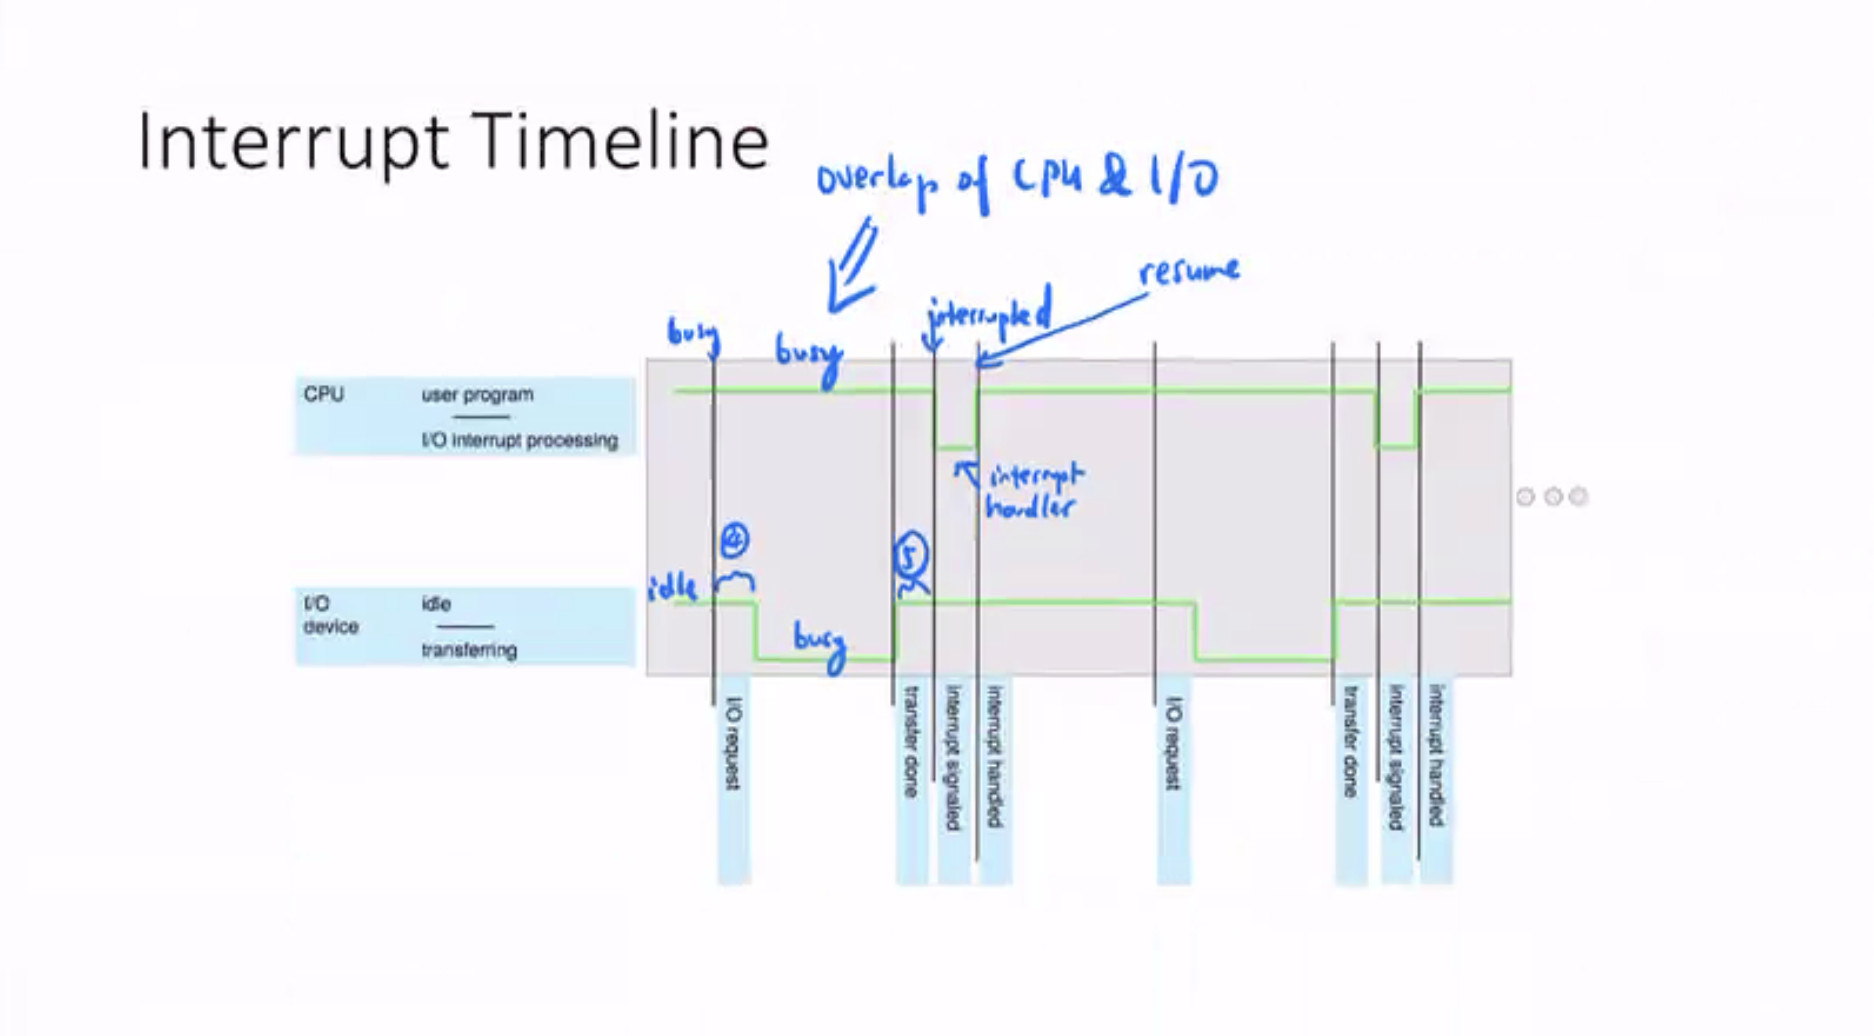 Interrupt Timeline
overlap of CPU & I/O
resume
interrupted
busy
busy
CPU user program
I/O interrupt processing
interrupt
handler
4
5
idle
I/O idle
device
busy
transferring
I/O request
transfer done
interrupt signaled
interrupt handled
I/O request
transfer done
interrupt signaled
interrupt handled